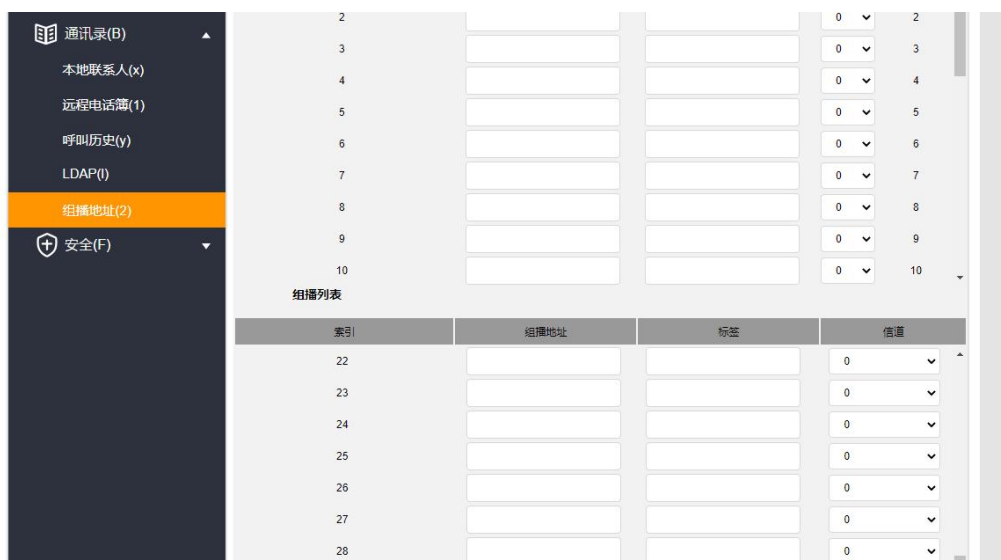 通讯录(B)
本地联系人(x)
远程电话簿(1)
呼叫历史(y)
LDAP(l)
组播地址(2)
安全(F)
2 0 2
3 0 3
4 0 4
5 0 5
6 0 6
7 0 7
8 0 8
9 0 9
10 0 10
组播列表
索引 组播地址 标签 信道
22 0
23 0
24 0
25 0
26 0
27 0
28 0